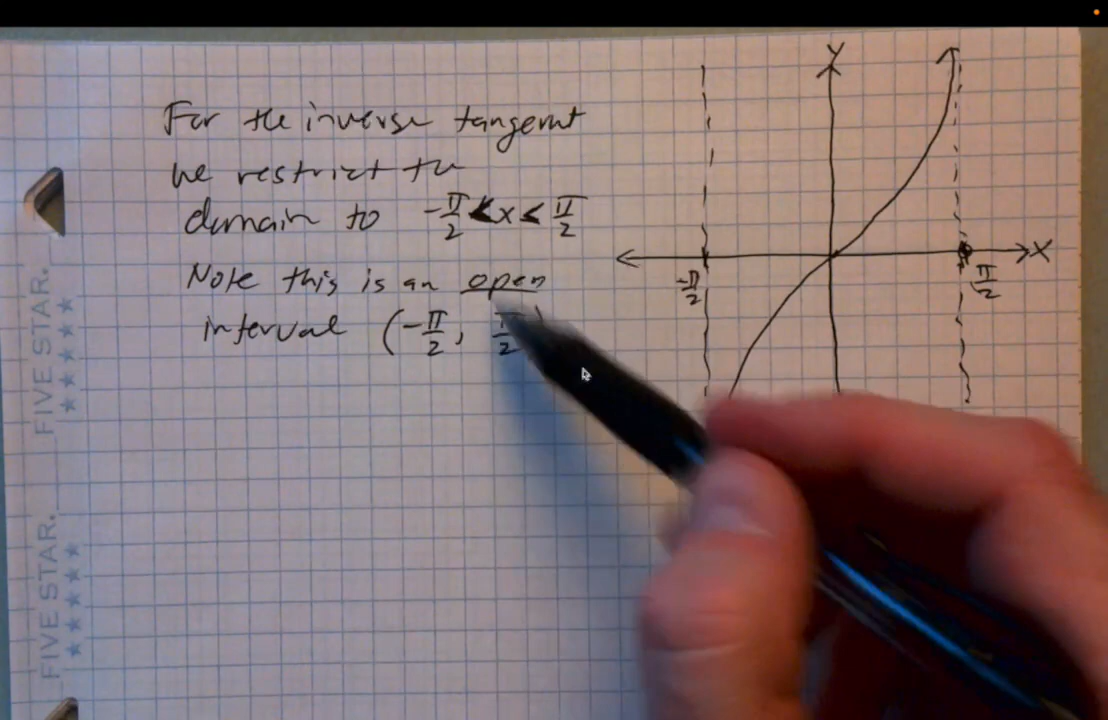 For the inverse tangent
we restrict the
domain to -π/2 < x < π/2
Note this is an open
interval (-π/2, π/2)
Y
X
-π/2
π/2
FIVE STAR.
★★★★★
FIVE STAR.
★★★★★